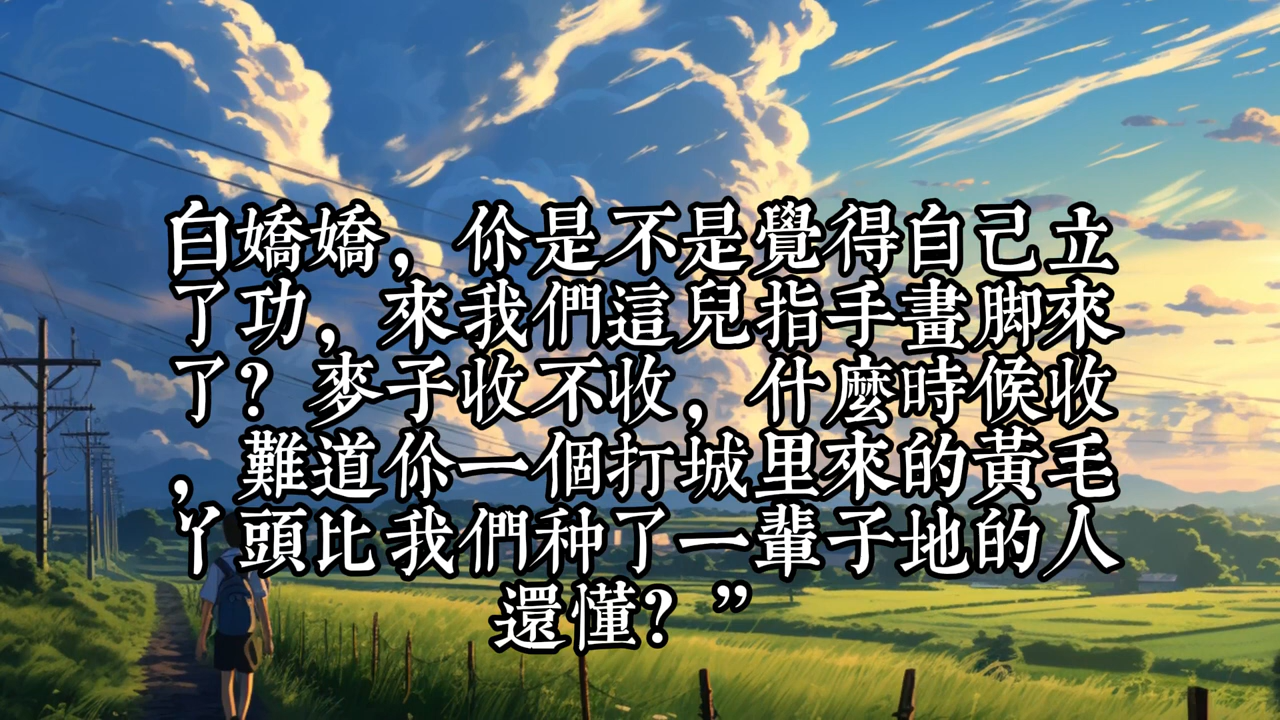 白嬌嬌，你是不是覺得自己立
了功，來我們這兒指手畫脚來
了？麥子收不收，什麼時候收
，難道你一個打城里來的黃毛
丫頭比我們种了一輩子地的人
還懂？”